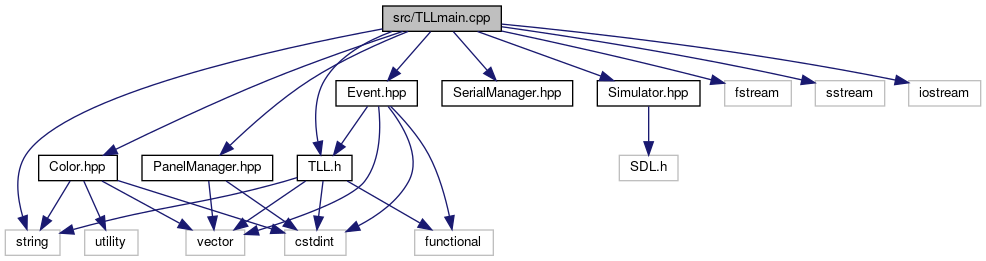 src/TLLmain.cpp
Event.hpp
SerialManager.hpp
Simulator.hpp
fstream
sstream
iostream
Color.hpp
PanelManager.hpp
TLL.h
SDL.h
string
utility
vector
cstdint
functional